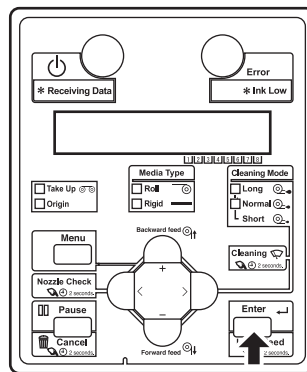 Error
* Receiving Data
* Ink Low
1 2 3 4 5 6 7 8
Media Type
Cleaning Mode
Take Up
Origin
Roll
Rigid
Long
Normal
Short
Menu
Backward feed
Cleaning
2 seconds.
Nozzle Check
2 seconds.
+
< >
−
Pause
Enter
Cancel
2 seconds.
Forward feed
2 seconds.